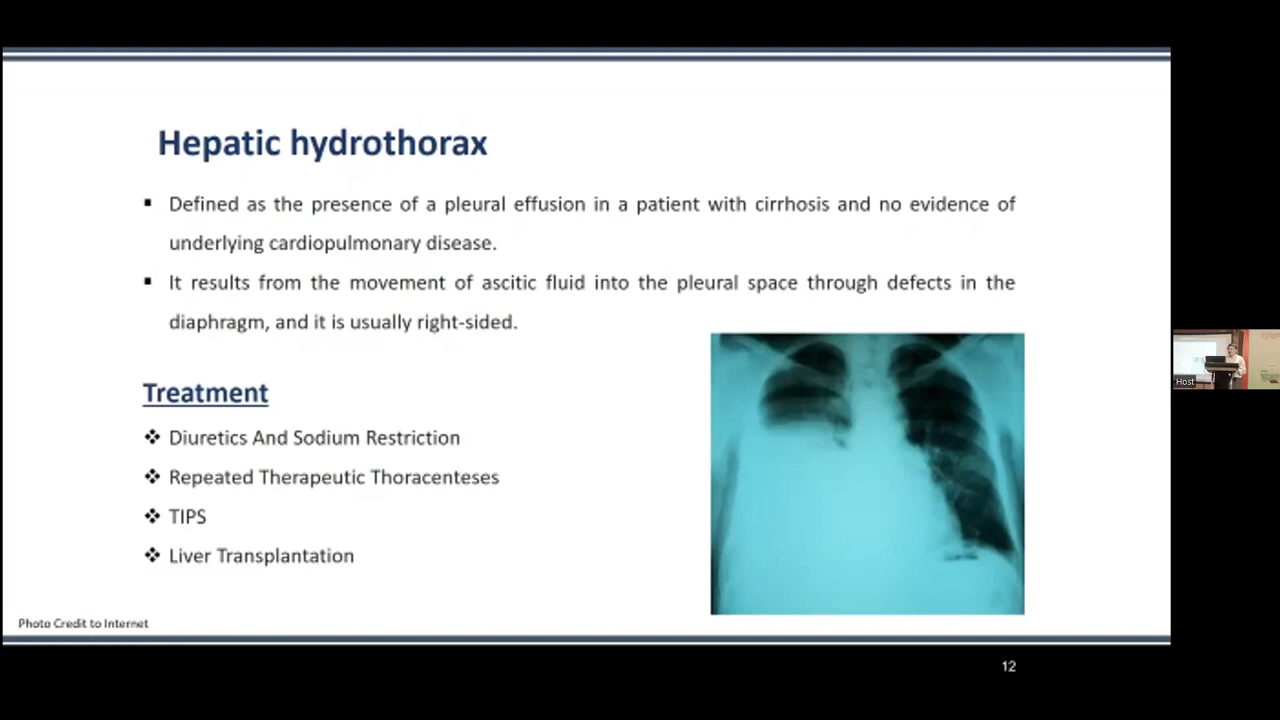 Hepatic hydrothorax
▪ Defined as the presence of a pleural effusion in a patient with cirrhosis and no evidence of
underlying cardiopulmonary disease.
▪ It results from the movement of ascitic fluid into the pleural space through defects in the
diaphragm, and it is usually right-sided.
Treatment
❖ Diuretics And Sodium Restriction
❖ Repeated Therapeutic Thoracenteses
❖ TIPS
❖ Liver Transplantation
Photo Credit to Internet
12
Host